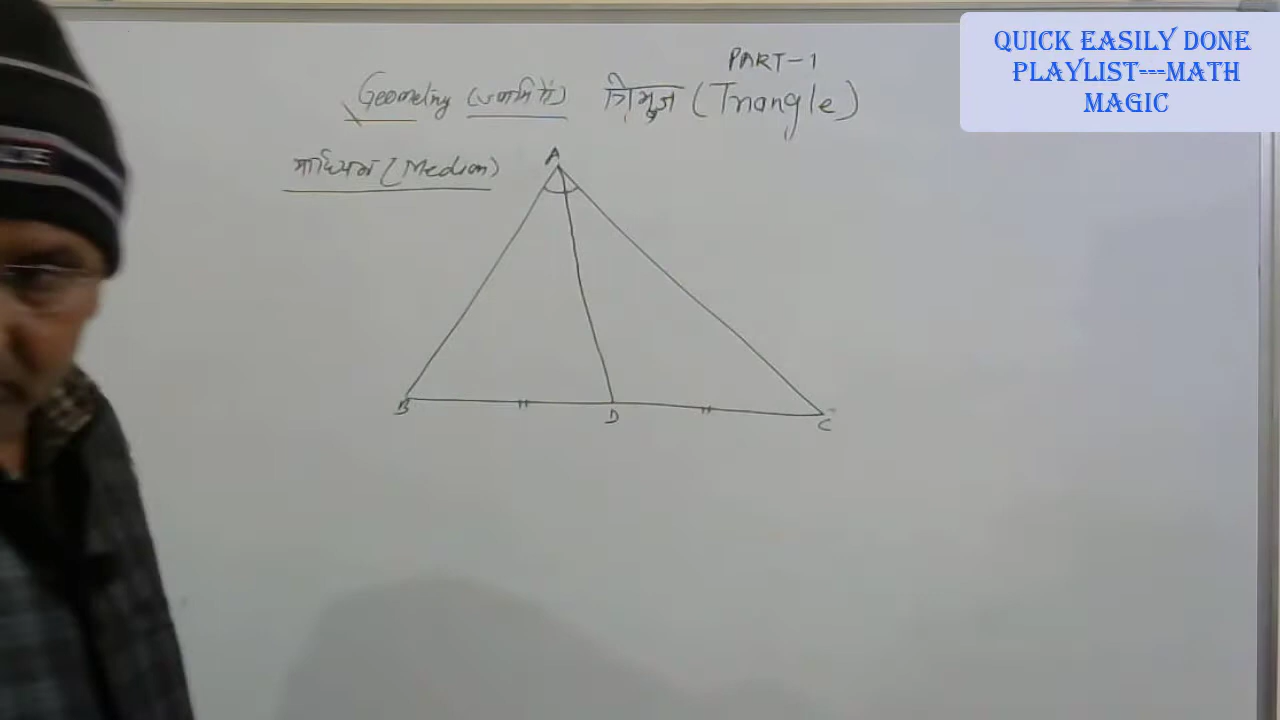 QUICK EASILY DONE
PLAYLIST---MATH
MAGIC
PART-1
Geometry (ज्यामिति) त्रिभुज (Triangle)
माध्यिका (Median)
A
B
D
C